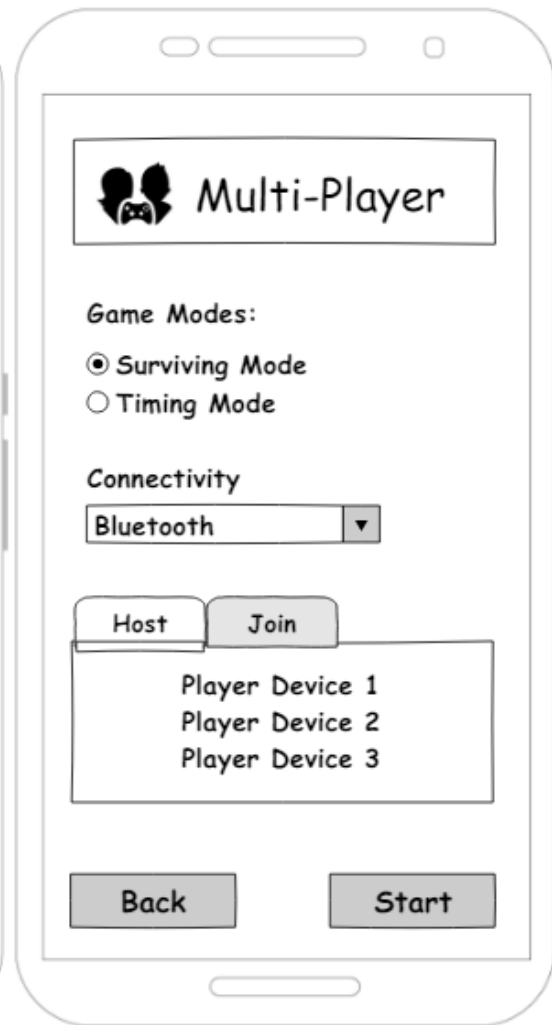 Multi-Player
Game Modes:
Surviving Mode
Timing Mode
Connectivity
Bluetooth
Host Join
Player Device 1
Player Device 2
Player Device 3
Back Start